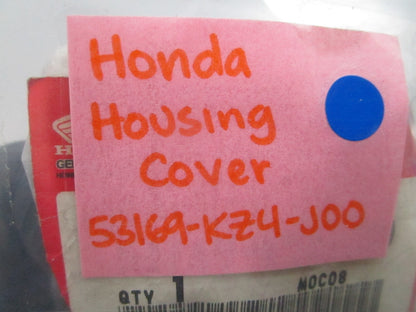 Honda
Housing
Cover
53169-KZ4-J00
QTY 1
MOC08